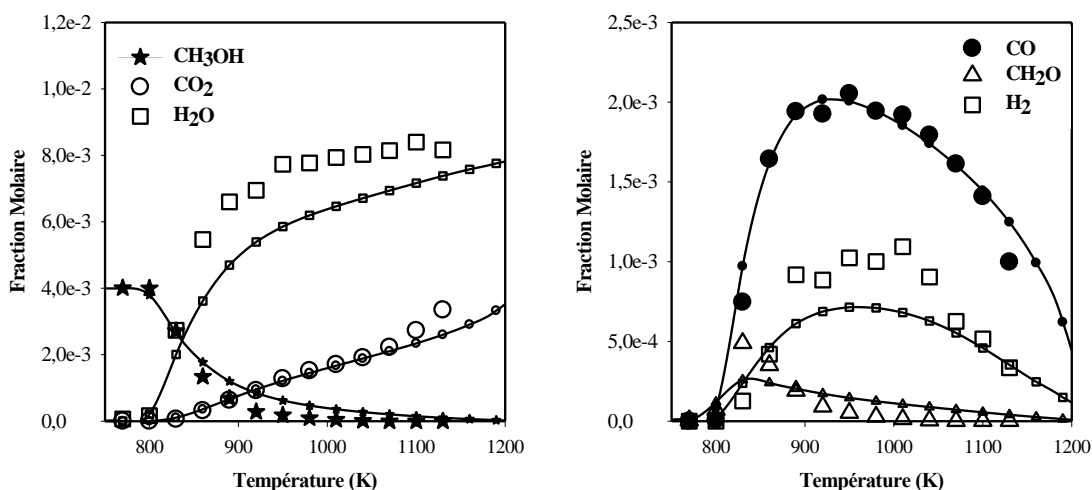 1,2e-2
1,0e-2
8,0e-3
6,0e-3
4,0e-3
2,0e-3
0,0
800
900
1000
1100
1200
Fraction Molaire
Température (K)
CH3OH
CO2
H2O
2,5e-3
2,0e-3
1,5e-3
1,0e-3
5,0e-4
0,0
800
900
1000
1100
1200
Fraction Molaire
Température (K)
CO
CH2O
H2